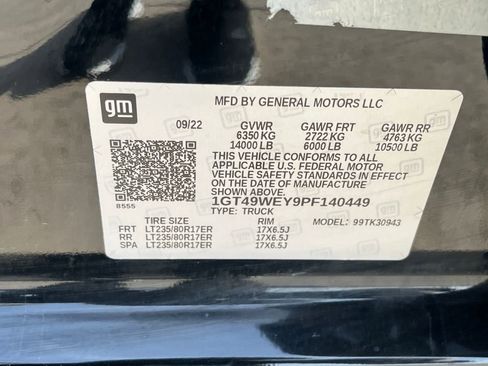 gm
MFD BY GENERAL MOTORS LLC
09/22 GVWR GAWR FRT GAWR RR
6350 KG 2722 KG 4763 KG
14000 LB 6000 LB 10500 LB
THIS VEHICLE CONFORMS TO ALL
APPLICABLE U.S. FEDERAL MOTOR
VEHICLE SAFETY STANDARDS IN EFFECT
ON THE DATE OF MANUFACTURE SHOWN ABOVE.
1GT49WEY9PF140449
B555
TYPE: TRUCK MODEL: 99TK30943
TIRE SIZE RIM
FRT LT235/80R17ER 17X6.5J
RR LT235/80R17ER 17X6.5J
SPA LT235/80R17ER 17X6.5J